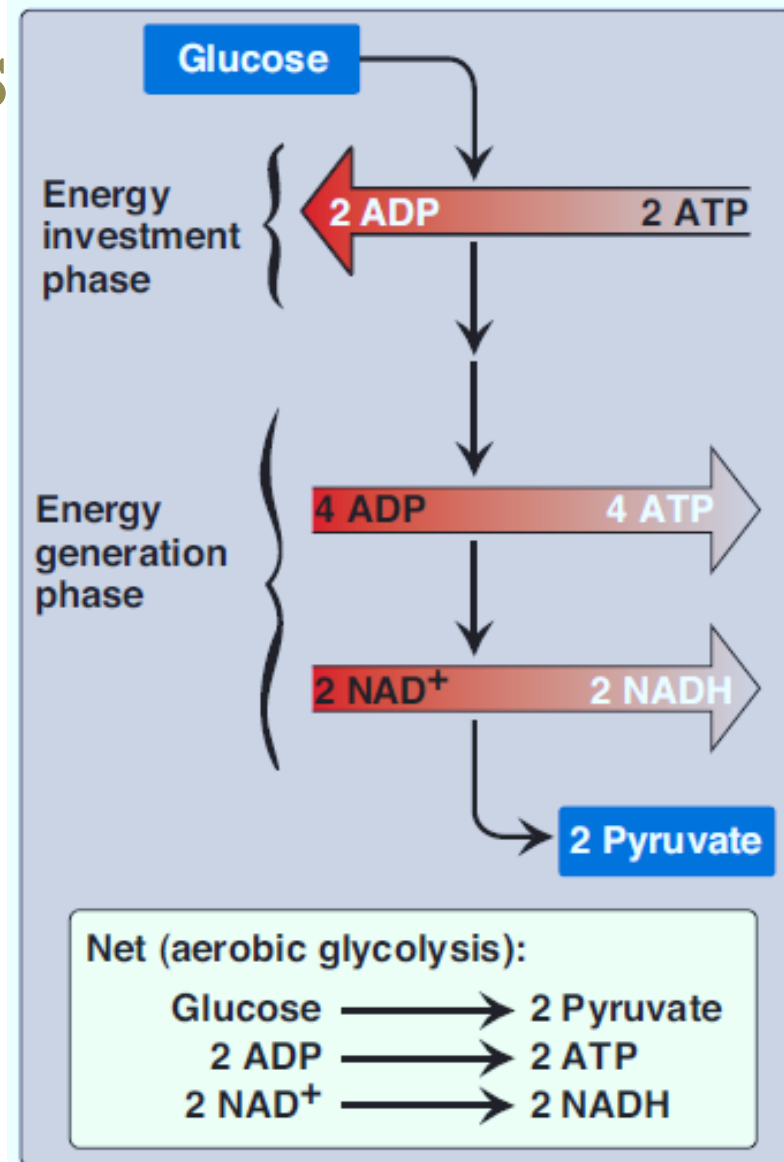 Glucose
Energy
investment
phase
2 ADP 2 ATP
Energy
generation
phase
4 ADP 4 ATP
2 NAD⁺ 2 NADH
2 Pyruvate
Net (aerobic glycolysis):
Glucose → 2 Pyruvate
2 ADP → 2 ATP
2 NAD⁺ → 2 NADH